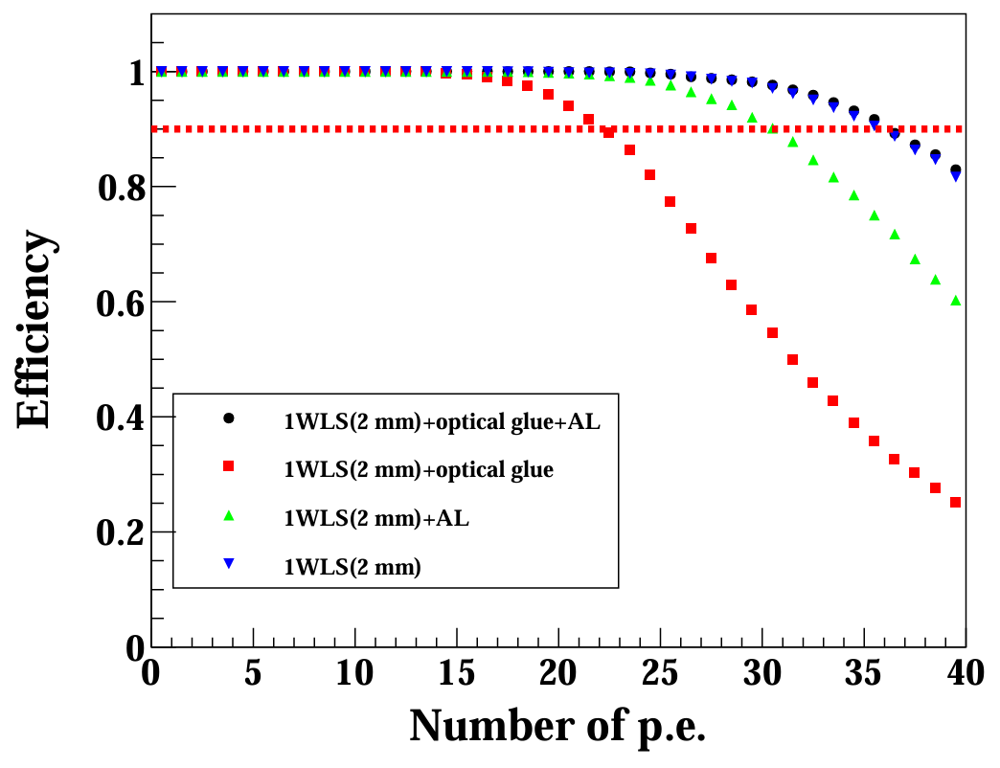 1
0.8
0.6
0.4
0.2
0
Efficiency
1WLS(2 mm)+optical glue+AL
1WLS(2 mm)+optical glue
1WLS(2 mm)+AL
1WLS(2 mm)
0 5 10 15 20 25 30 35 40
Number of p.e.